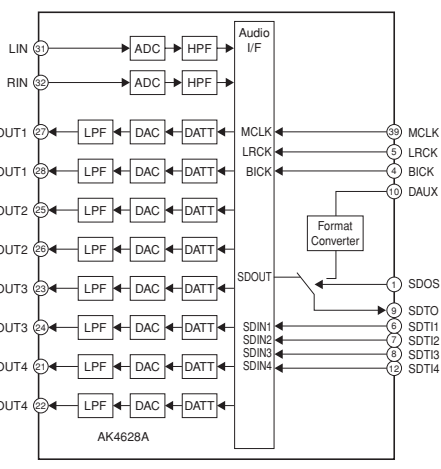 Audio
I/F
LIN 31 ADC HPF
RIN 32 ADC HPF
OUT1 27 LPF DAC DATT MCLK 39 MCLK
LRCK 5 LRCK
OUT1 28 LPF DAC DATT BICK 4 BICK
10 DAUX
OUT2 25 LPF DAC DATT
Format
Converter
OUT2 26 LPF DAC DATT
SDOUT
1 SDOS
OUT3 23 LPF DAC DATT
9 SDTO
OUT3 24 LPF DAC DATT SDIN1 6 SDTI1
SDIN2 7 SDTI2
SDIN3 8 SDTI3
OUT4 21 LPF DAC DATT SDIN4 12 SDTI4
OUT4 22 LPF DAC DATT
AK4628A